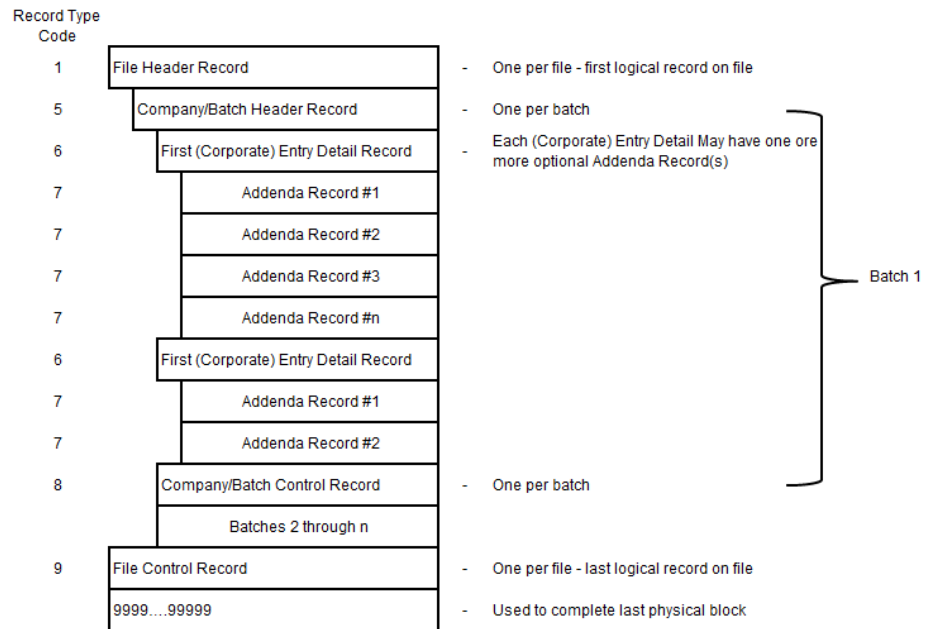 Record Type
Code
1 File Header Record - One per file - first logical record on file
5 Company/Batch Header Record - One per batch
6 First (Corporate) Entry Detail Record - Each (Corporate) Entry Detail May have one ore
more optional Addenda Record(s)
7 Addenda Record #1
7 Addenda Record #2
7 Addenda Record #3
7 Addenda Record #n
Batch 1
6 First (Corporate) Entry Detail Record
7 Addenda Record #1
7 Addenda Record #2
8 Company/Batch Control Record - One per batch
Batches 2 through n
9 File Control Record - One per file - last logical record on file
9999....99999 - Used to complete last physical block